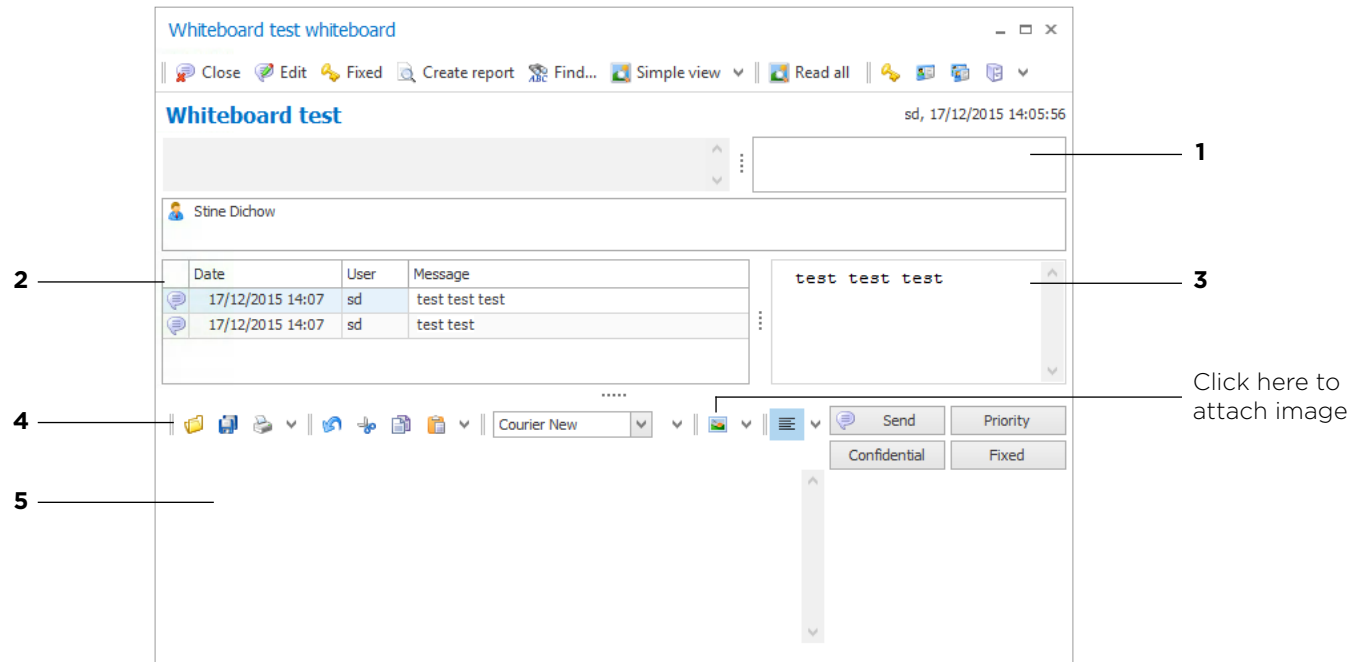 Whiteboard test whiteboard
Close Edit Fixed Create report Find... Simple view Read all
Whiteboard test
sd, 17/12/2015 14:05:56
1
Stine Dichow
2
Date User Message
17/12/2015 14:07 sd test test test
17/12/2015 14:07 sd test test
test test test
3
Click here to
attach image
4
Courier New
Send Priority
Confidential Fixed
5